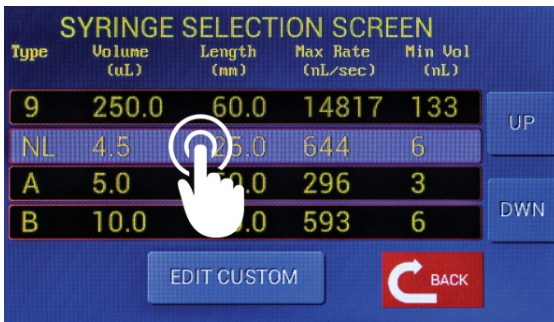 SYRINGE SELECTION SCREEN
Type Volume Length Max Rate Min Vol
(uL) (mm) (nL/sec) (nL)
9 250.0 60.0 14817 133
NL 4.5 644 6
A 5.0 296 3
B 10.0 593 6
UP
DWN
EDIT CUSTOM
BACK